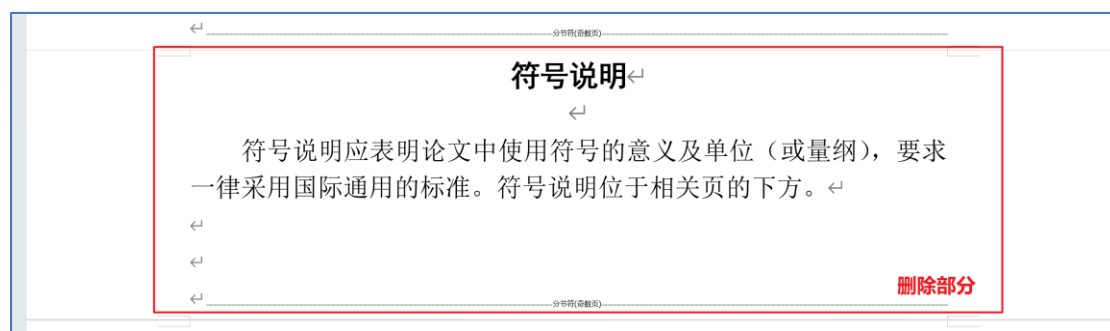 分节符(奇数页)
符号说明
符号说明应表明论文中使用符号的意义及单位（或量纲），要求
一律采用国际通用的标准。符号说明位于相关页的下方。
删除部分
分节符(奇数页)